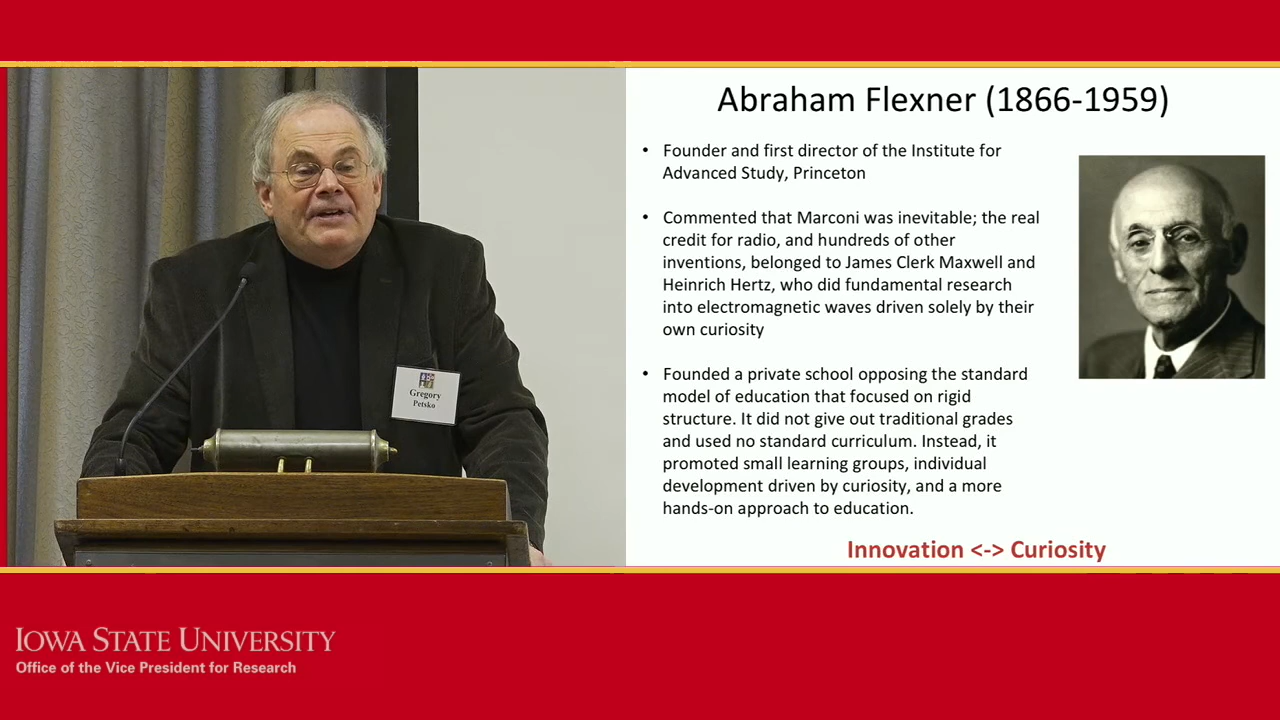 Abraham Flexner (1866-1959)
• Founder and first director of the Institute for
Advanced Study, Princeton
• Commented that Marconi was inevitable; the real
credit for radio, and hundreds of other
inventions, belonged to James Clerk Maxwell and
Heinrich Hertz, who did fundamental research
into electromagnetic waves driven solely by their
own curiosity
• Founded a private school opposing the standard
model of education that focused on rigid
structure. It did not give out traditional grades
and used no standard curriculum. Instead, it
promoted small learning groups, individual
development driven by curiosity, and a more
hands-on approach to education.
Innovation <-> Curiosity
Gregory
Petsko
IOWA STATE UNIVERSITY
Office of the Vice President for Research